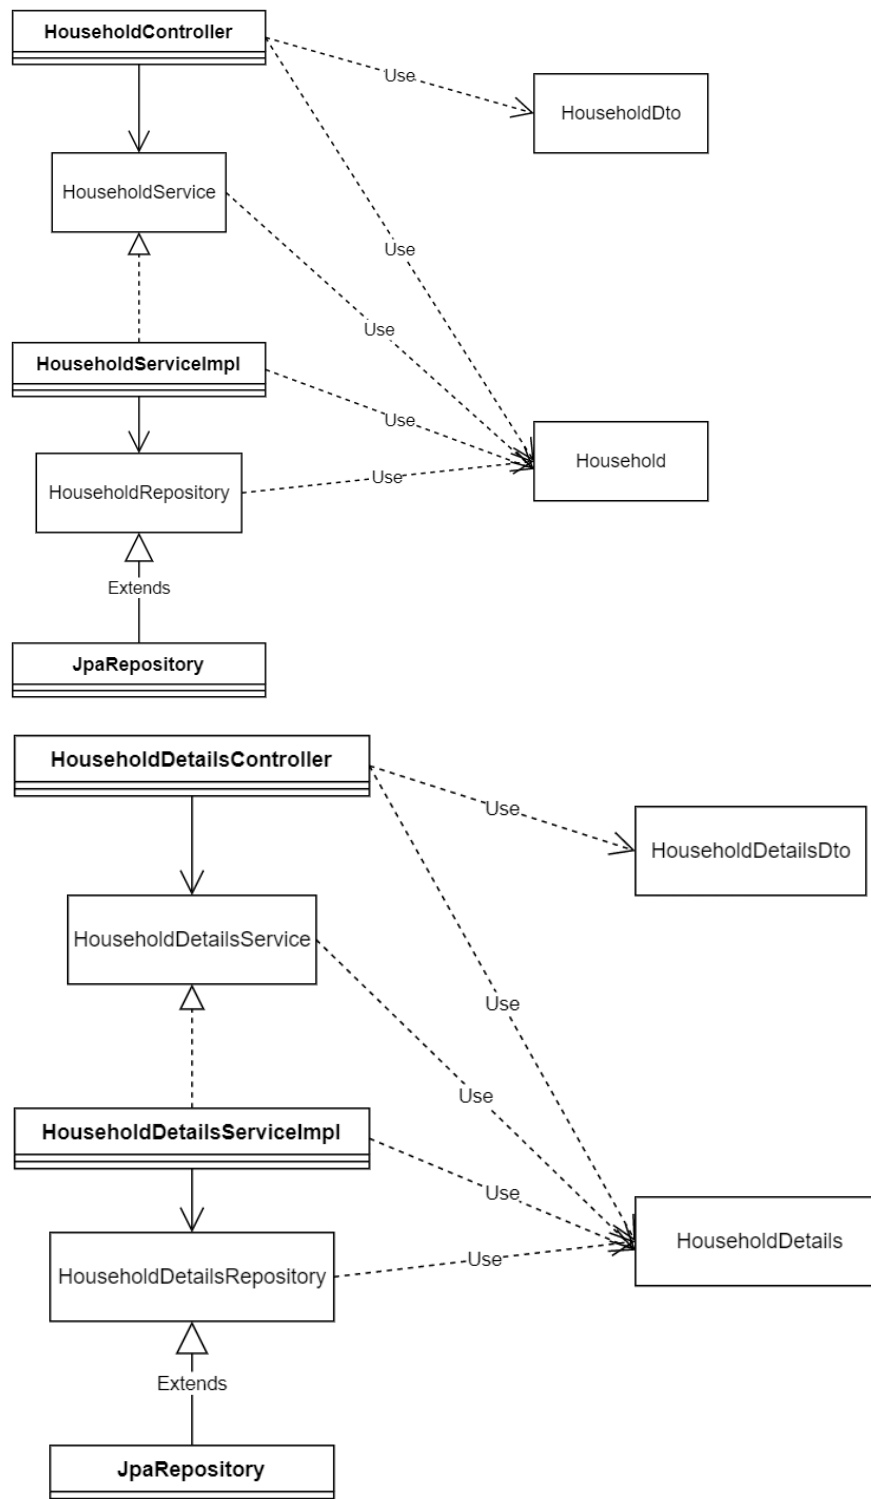 HouseholdController
Use
HouseholdDto
HouseholdService
Use
Use
HouseholdServiceImpl
Use
Household
Use
HouseholdRepository
Extends
JpaRepository
HouseholdDetailsController
Use
HouseholdDetailsDto
HouseholdDetailsService
Use
Use
HouseholdDetailsServiceImpl
Use
HouseholdDetails
Use
HouseholdDetailsRepository
Extends
JpaRepository